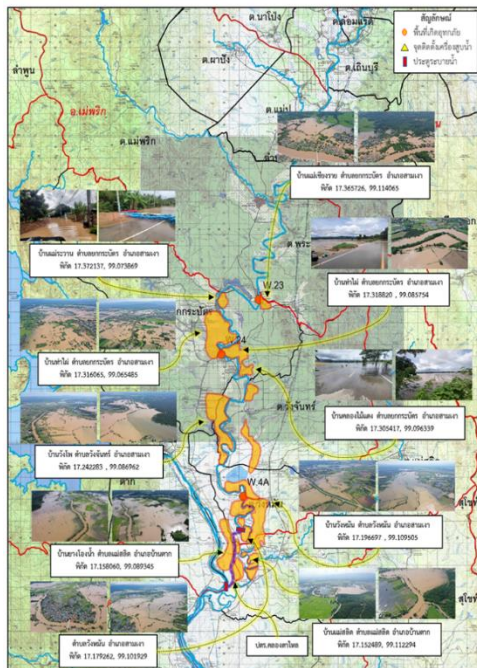 สัญลักษณ์
พื้นที่เกิดอุทกภัย
จุดติดตั้งเครื่องสูบน้ำ
ประตูระบายน้ำ
ต.นาโป่ง
ต.ล้อมแรด
ต.ผาปัง
ต.เถินบุรี
ลำพูน
อ.แม่พริก
ต.แม่พริก
บ้านแม่เชียงราย ตำบลยกกระบัตร อำเภอสามเงา
พิกัด 17.365726, 99.114065
บ้านแม่ระวาน ตำบลยกกระบัตร อำเภอสามเงา
พิกัด 17.372137, 99.073869
ต.พระ
W.23
บ้านท่าไผ่ ตำบลยกกระบัตร อำเภอสามเงา
พิกัด 17.318820, 99.085754
กกระบัตร
W.24
บ้านท่าไผ่ ตำบลยกกระบัตร อำเภอสามเงา
พิกัด 17.316065, 99.065485
บ้านคลองไม้แดง ตำบลยกกระบัตร อำเภอสามเงา
พิกัด 17.305417, 99.096339
ต.วังจันทร์
บ้านวังไผ่ ตำบลวังจันทร์ อำเภอสามเงา
พิกัด 17.242283, 99.086962
W.4A
ตาก
บ้านวังหมัน ตำบลวังหมัน อำเภอสามเงา
พิกัด 17.196697, 99.109505
บ้านยางโองน้ำ ตำบลแม่สลิด อำเภอบ้านตาก
พิกัด 17.158060, 99.089345
บ้านแม่สลิด ตำบลแม่สลิด อำเภอบ้านตาก
พิกัด 17.152489, 99.112294
ตำบลวังหมัน อำเภอสามเงา
พิกัด 17.179262, 99.101929